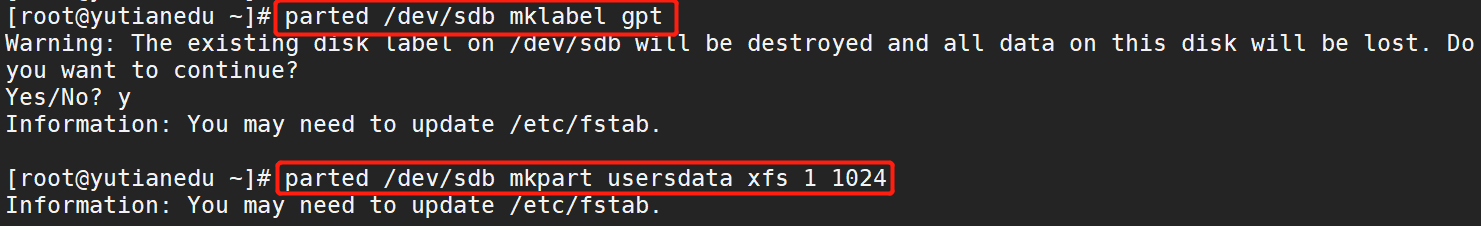 [root@yutianedu ~]# parted /dev/sdb mklabel gpt
Warning: The existing disk label on /dev/sdb will be destroyed and all data on this disk will be lost. Do
you want to continue?
Yes/No? y
Information: You may need to update /etc/fstab.
[root@yutianedu ~]# parted /dev/sdb mkpart usersdata xfs 1 1024
Information: You may need to update /etc/fstab.